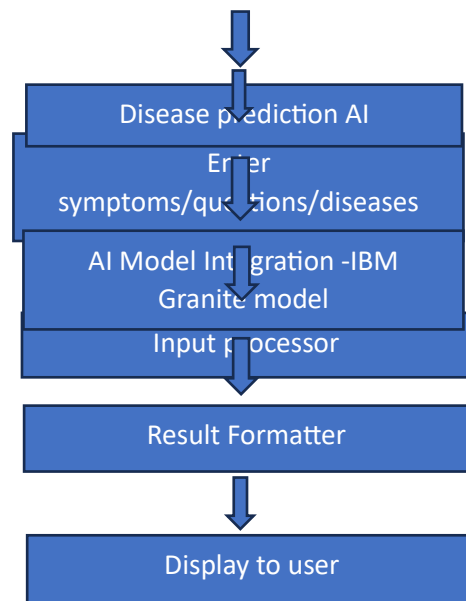 Disease prediction AI
Enter
symptoms/questions/diseases
AI Model Integration -IBM
Granite model
Input processor
Result Formatter
Display to user